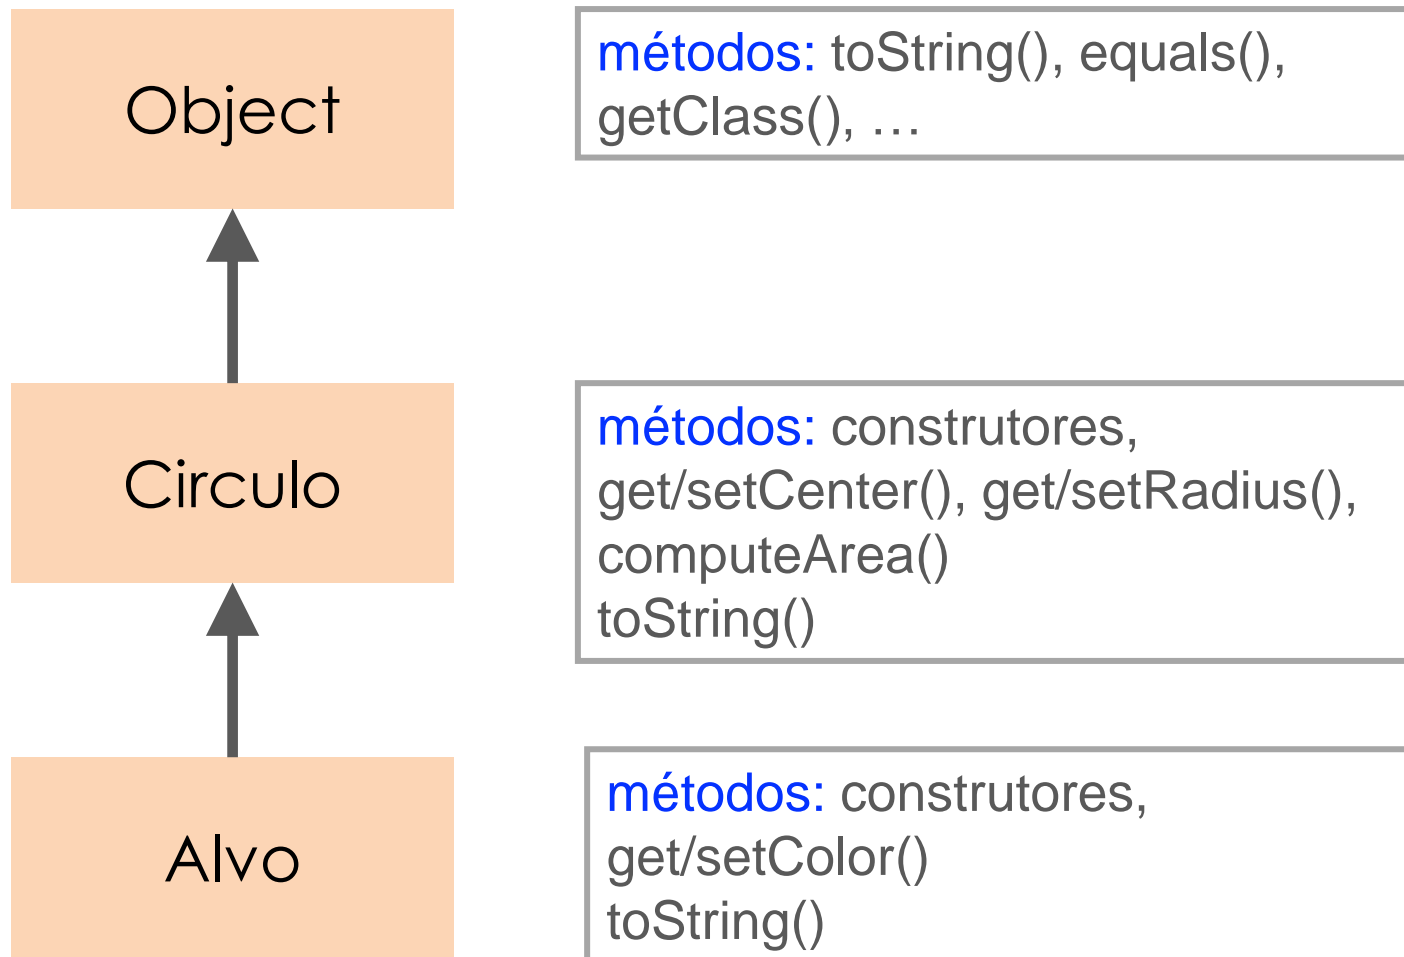 Object
métodos: toString(), equals(),
getClass(), …
Circulo
métodos: construtores,
get/setCenter(), get/setRadius(),
computeArea()
toString()
Alvo
métodos: construtores,
get/setColor()
toString()